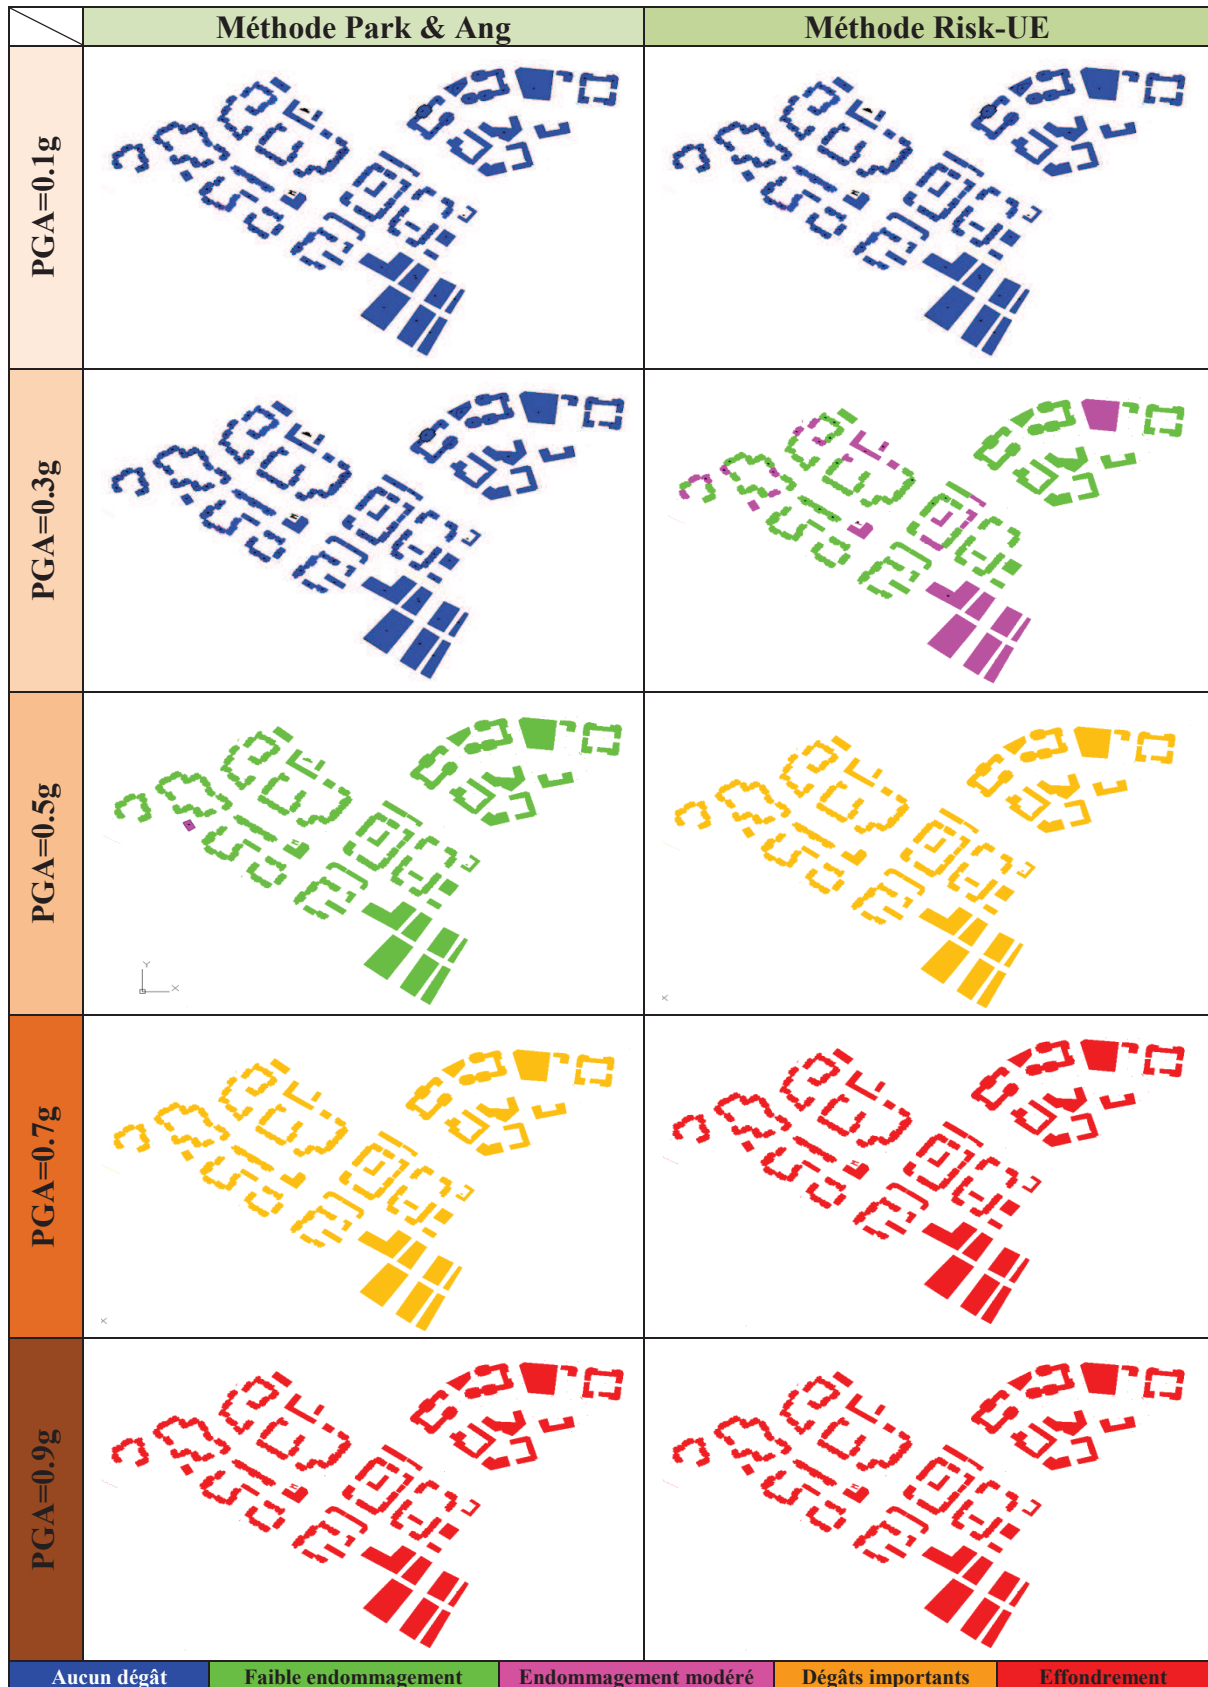 Méthode Park & Ang
Méthode Risk-UE
PGA=0.1g
PGA=0.3g
PGA=0.5g
Y
X
X
PGA=0.7g
X
PGA=0.9g
Aucun dégât
Faible endommagement
Endommagement modéré
Dégâts importants
Effondrement